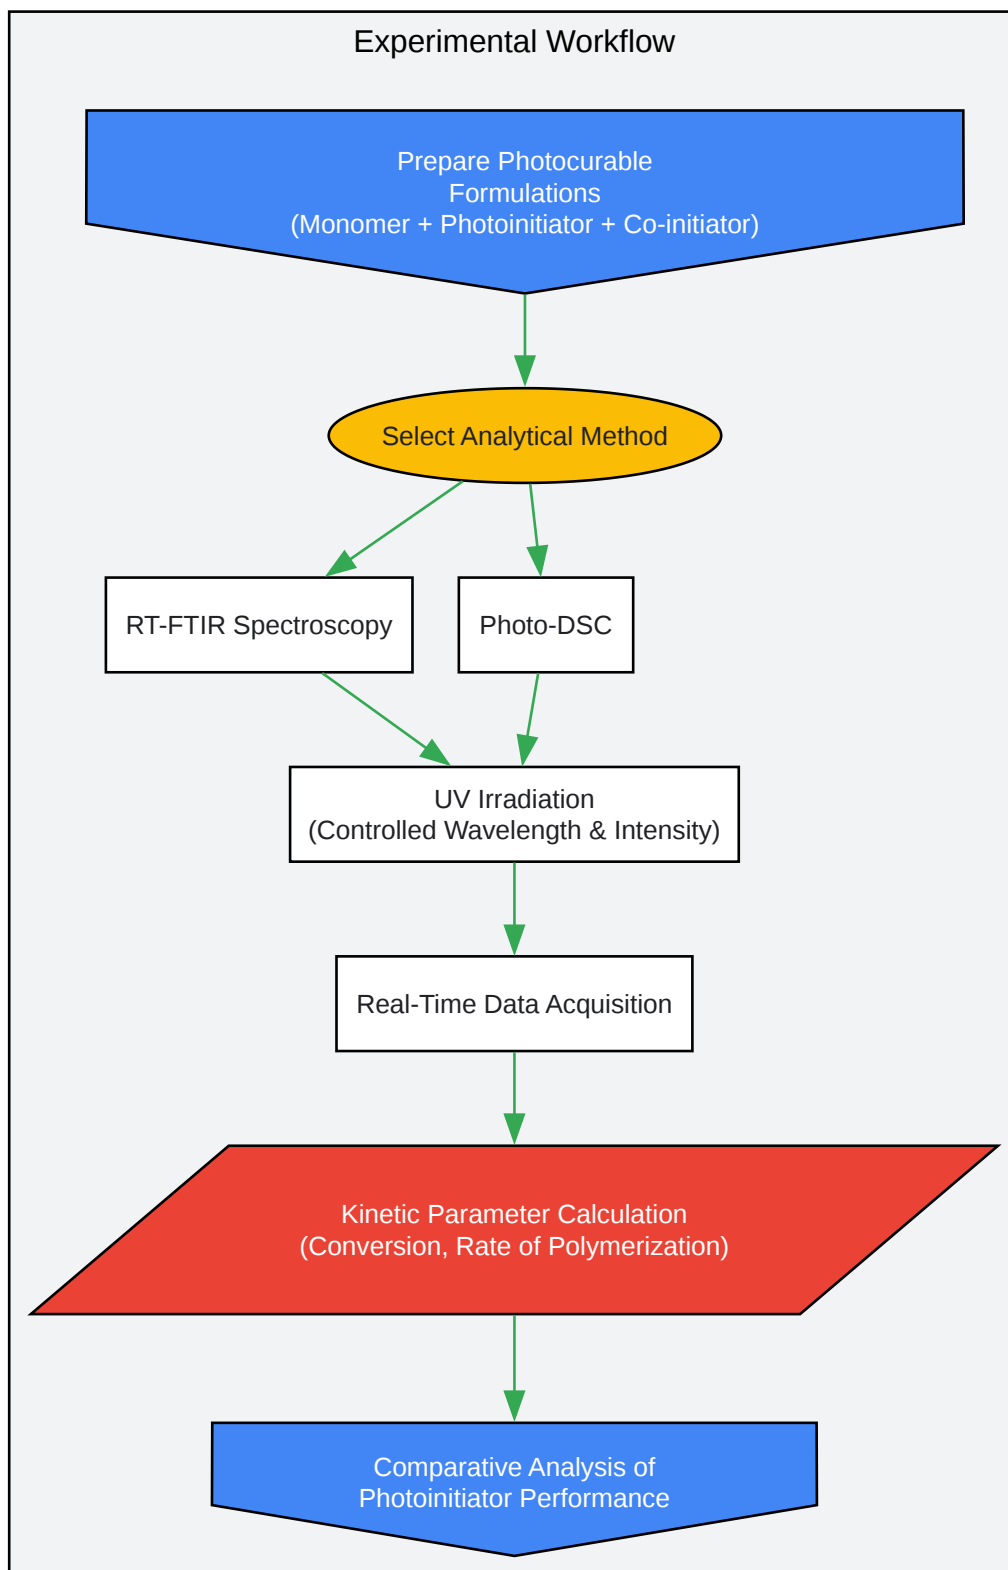 Experimental Workflow
Prepare Photocurable
Formulations
(Monomer + Photoinitiator + Co-initiator)
Select Analytical Method
RT-FTIR Spectroscopy
Photo-DSC
UV Irradiation
(Controlled Wavelength & Intensity)
Real-Time Data Acquisition
Kinetic Parameter Calculation
(Conversion, Rate of Polymerization)
Comparative Analysis of
Photoinitiator Performance